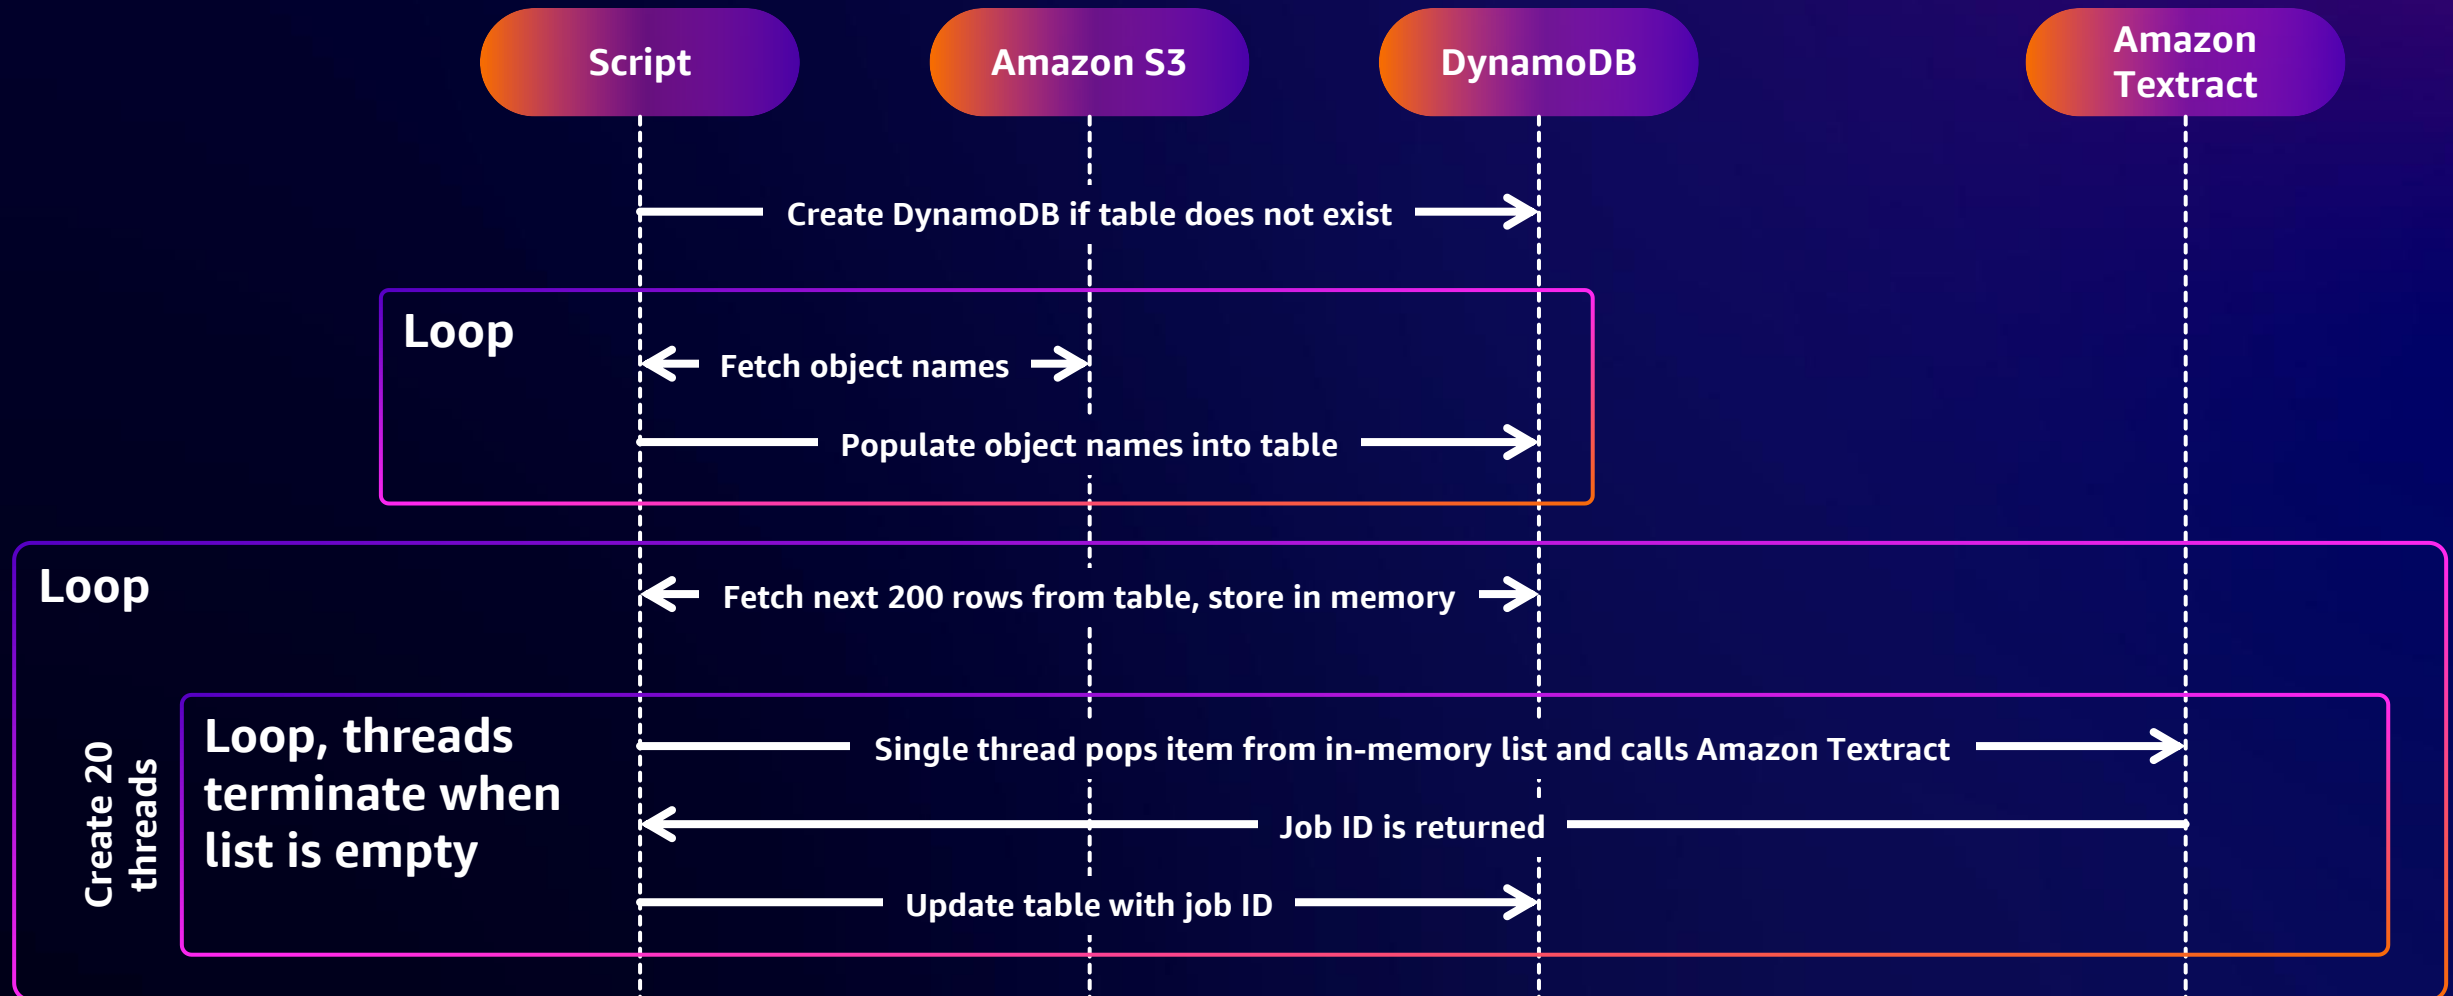 Script
Amazon S3
DynamoDB
Amazon
Textract
Create DynamoDB if table does not exist
Loop
Fetch object names
Populate object names into table
Loop
Fetch next 200 rows from table, store in memory
Create 20
threads
Loop, threads
terminate when
list is empty
Single thread pops item from in-memory list and calls Amazon Textract
Job ID is returned
Update table with job ID